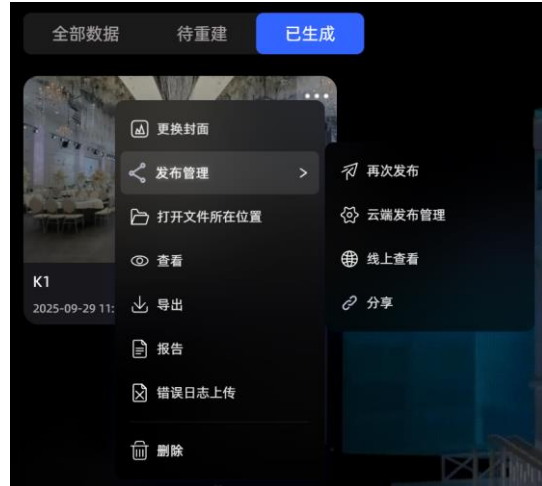 全部数据
待重建
已生成
更换封面
发布管理
打开文件所在位置
查看
导出
报告
错误日志上传
删除
再次发布
云端发布管理
线上查看
分享
K1
2025-09-29 11: